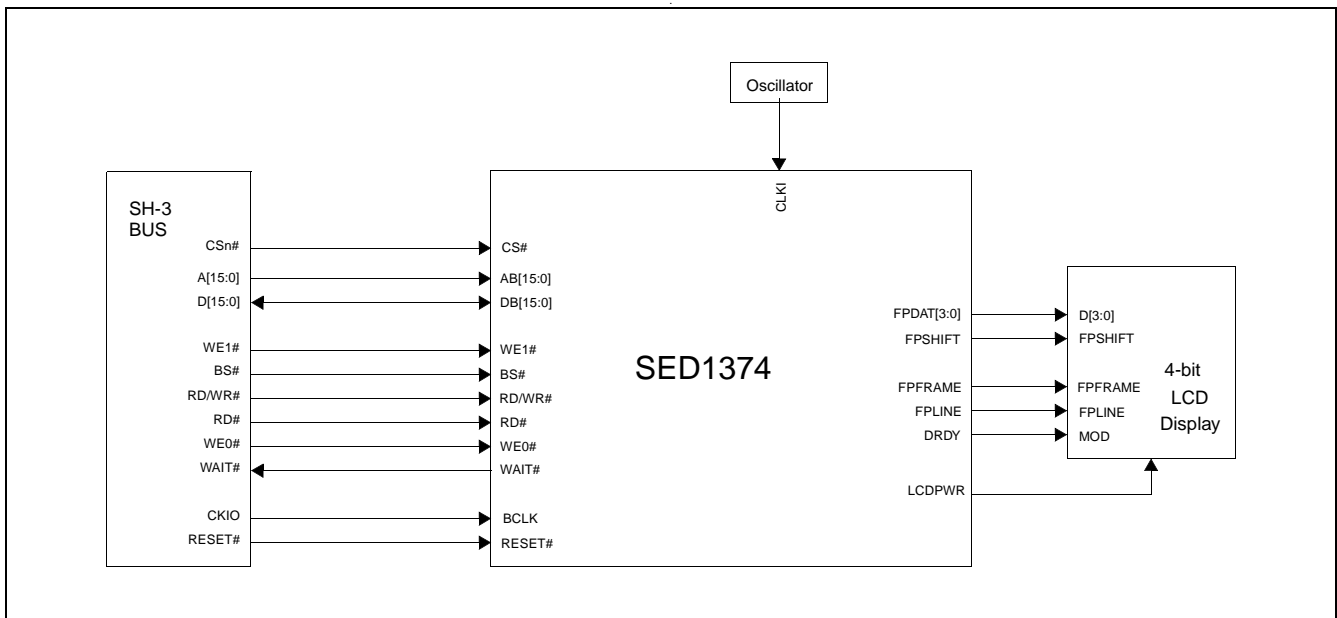 Oscillator
CLKI
SH-3
BUS
CSn#
A[15:0]
D[15:0]
WE1#
BS#
RD/WR#
RD#
WE0#
WAIT#
CKIO
RESET#
CS#
AB[15:0]
DB[15:0]
WE1#
BS#
RD/WR#
RD#
WE0#
WAIT#
BCLK
RESET#
SED1374
FPDAT[3:0]
FPSHIFT
FPFRAME
FPLINE
DRDY
LCDPWR
D[3:0]
FPSHIFT
FPFRAME
FPLINE
MOD
4-bit
LCD
Display